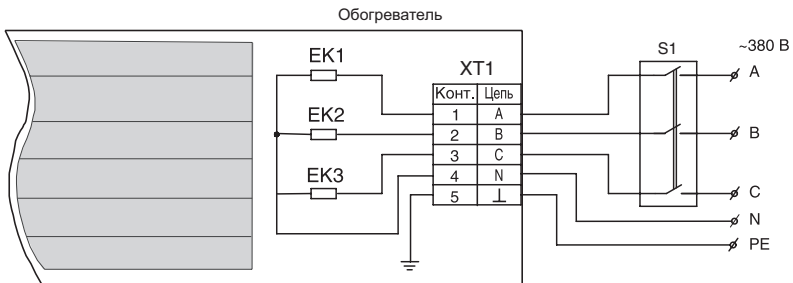 Обогреватель
EK1
EK2
EK3
XT1
Конт. Цепь
1 A
2 B
3 C
4 N
5 ⊥
S1
~380 В
A
B
C
N
PE